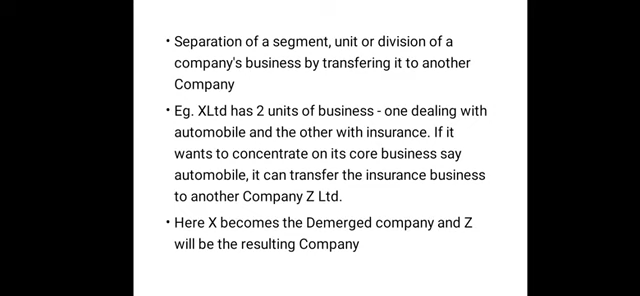 • Separation of a segment, unit or division of a
company's business by transfering it to another
Company
• Eg. XLtd has 2 units of business - one dealing with
automobile and the other with insurance. If it
wants to concentrate on its core business say
automobile, it can transfer the insurance business
to another Company Z Ltd.
• Here X becomes the Demerged company and Z
will be the resulting Company